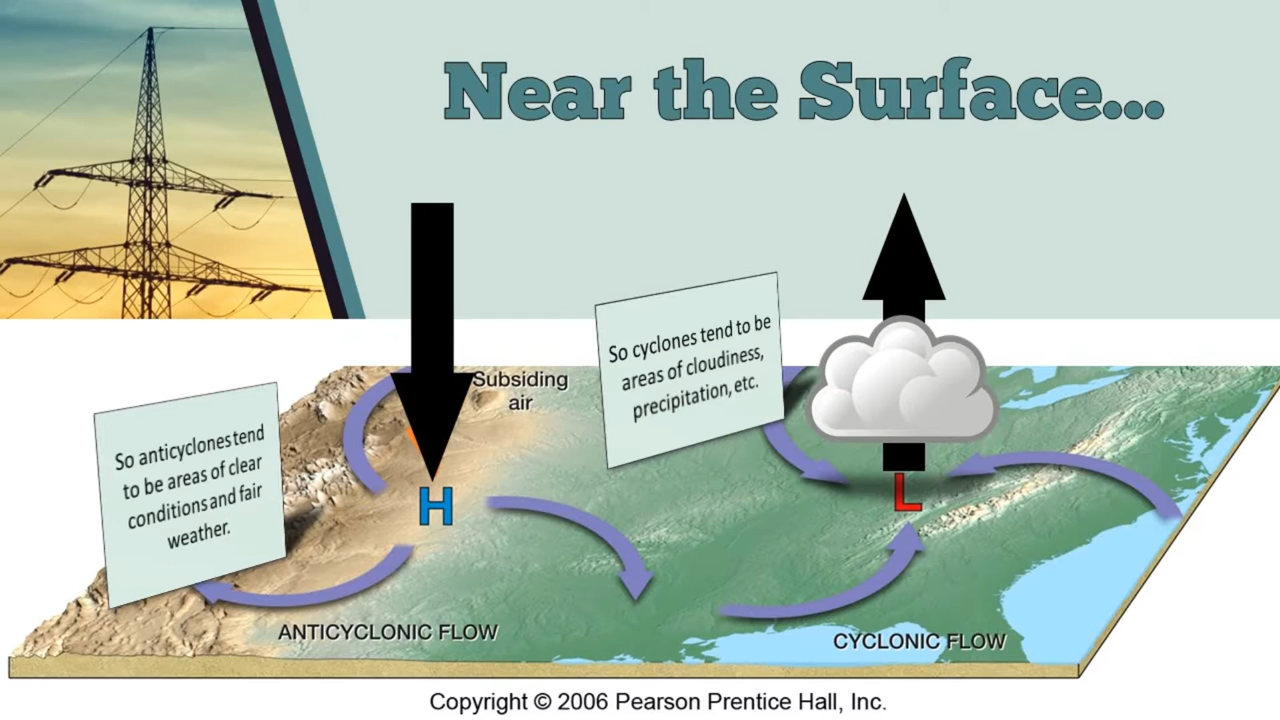 Near the Surface...
Subsiding
air
So cyclones tend to be
areas of cloudiness,
precipitation, etc.
So anticyclones tend
to be areas of clear
conditions and fair
weather.
H
L
ANTICYCLONIC FLOW
CYCLONIC FLOW
Copyright © 2006 Pearson Prentice Hall, Inc.